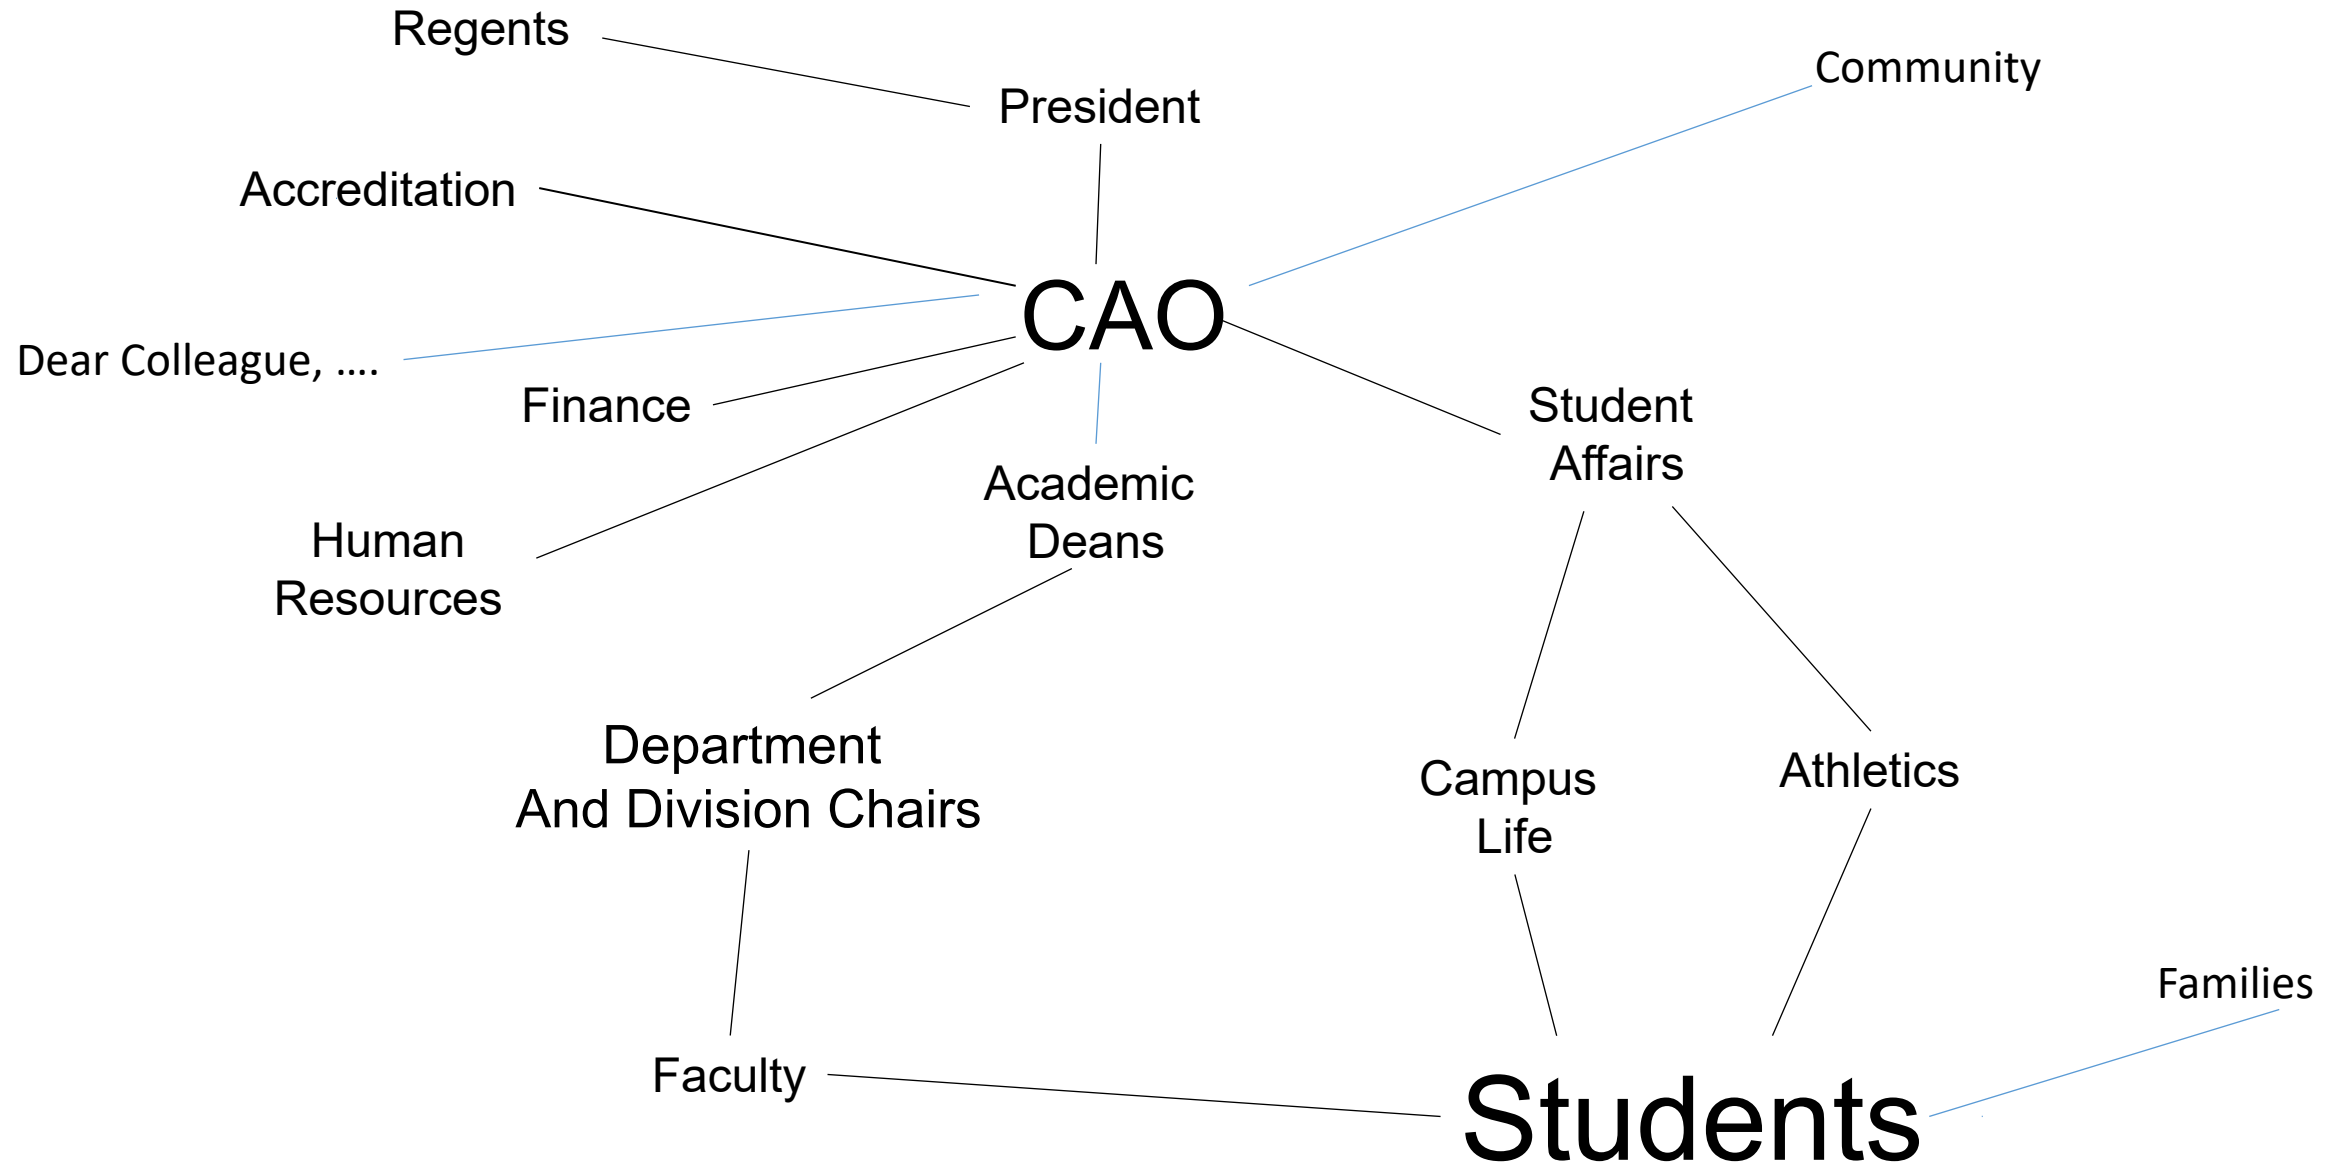 Regents
Community
President
Accreditation
CAO
Dear Colleague, ....
Finance
Student
Affairs
Academic
Deans
Human
Resources
Department
And Division Chairs
Campus
Life
Athletics
Families
Faculty
Students